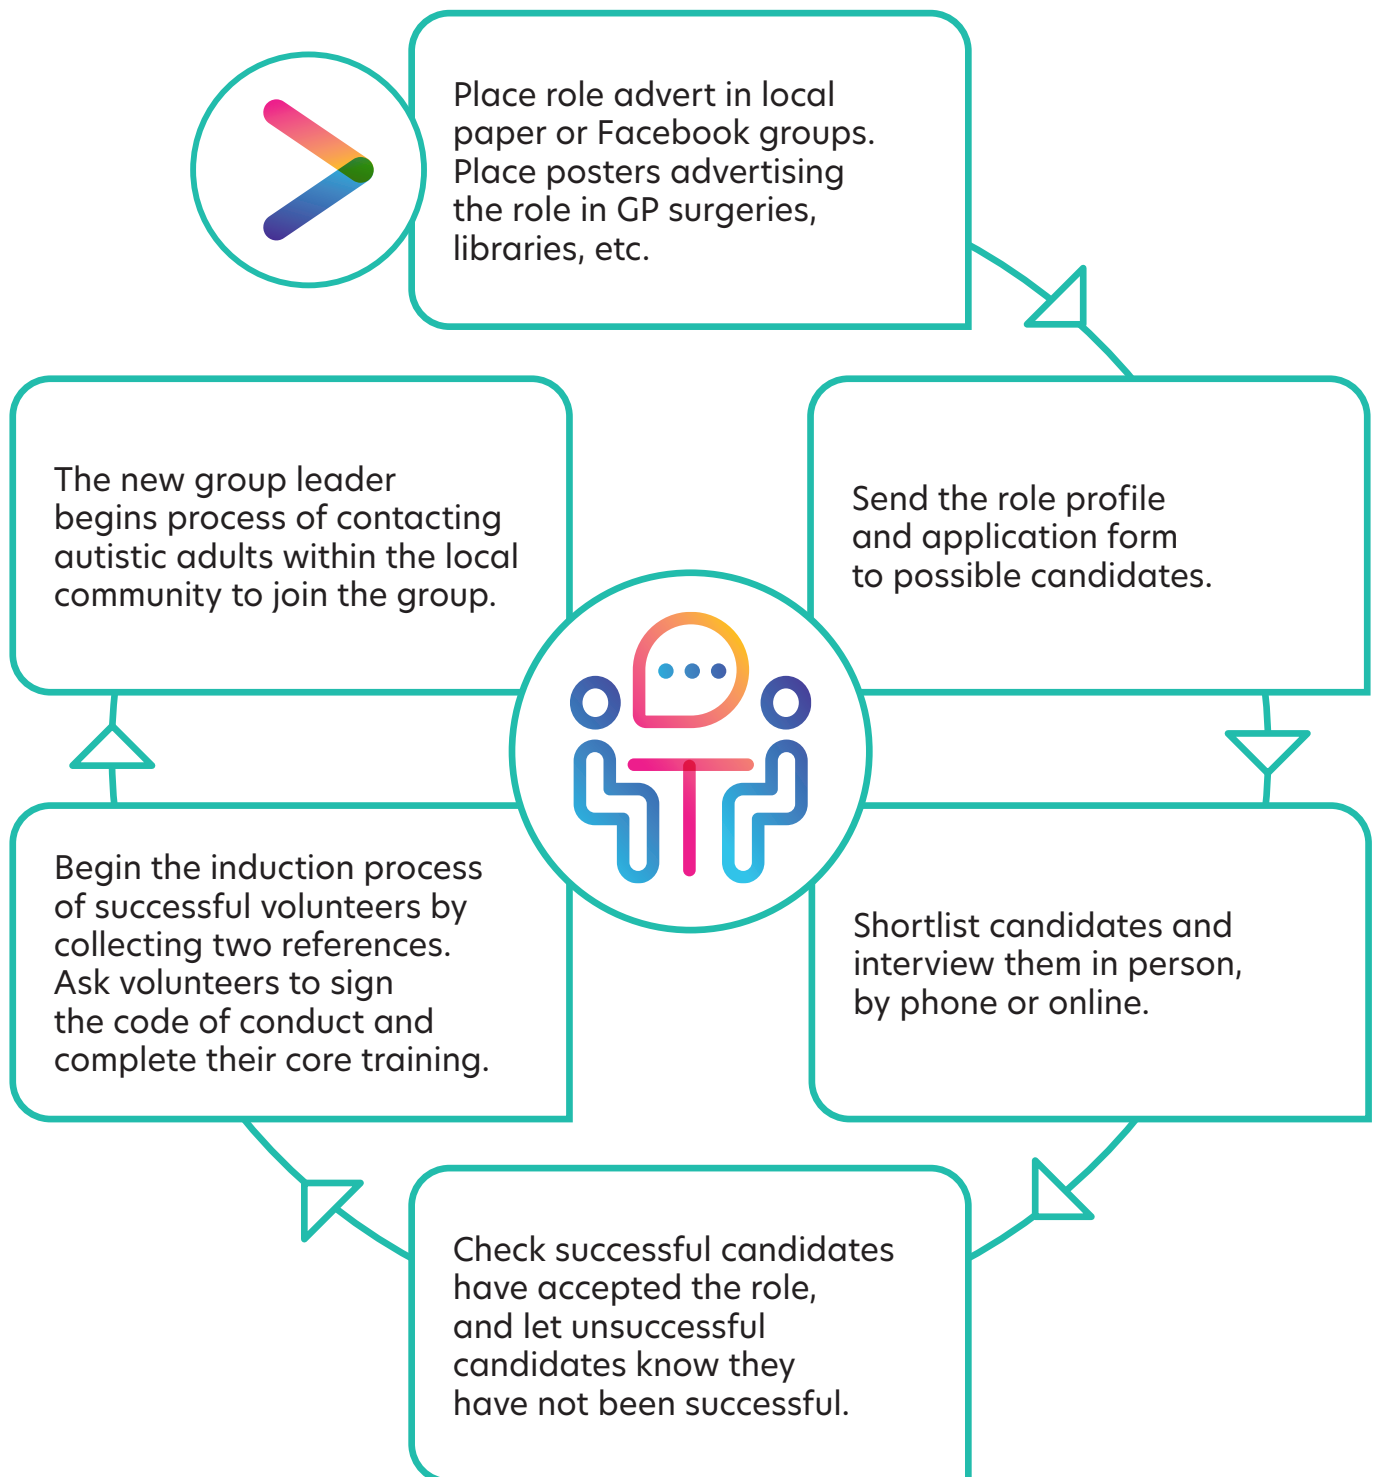 Place role advert in local
paper or Facebook groups.
Place posters advertising
the role in GP surgeries,
libraries, etc.
Send the role profile
and application form
to possible candidates.
Shortlist candidates and
interview them in person,
by phone or online.
Check successful candidates
have accepted the role,
and let unsuccessful
candidates know they
have not been successful.
Begin the induction process
of successful volunteers by
collecting two references.
Ask volunteers to sign
the code of conduct and
complete their core training.
The new group leader
begins process of contacting
autistic adults within the local
community to join the group.